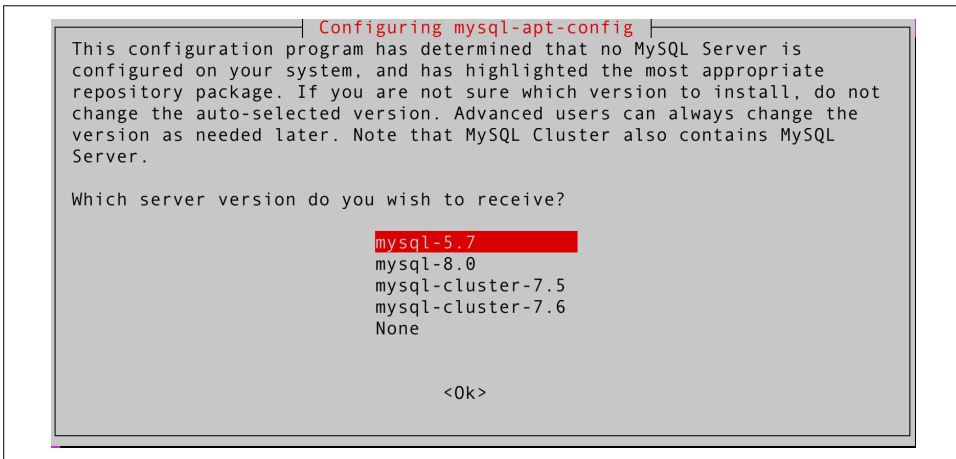 Configuring mysql-apt-config
This configuration program has determined that no MySQL Server is
configured on your system, and has highlighted the most appropriate
repository package. If you are not sure which version to install, do not
change the auto-selected version. Advanced users can always change the
version as needed later. Note that MySQL Cluster also contains MySQL
Server.
Which server version do you wish to receive?
mysql-5.7
mysql-8.0
mysql-cluster-7.5
mysql-cluster-7.6
None
<Ok>